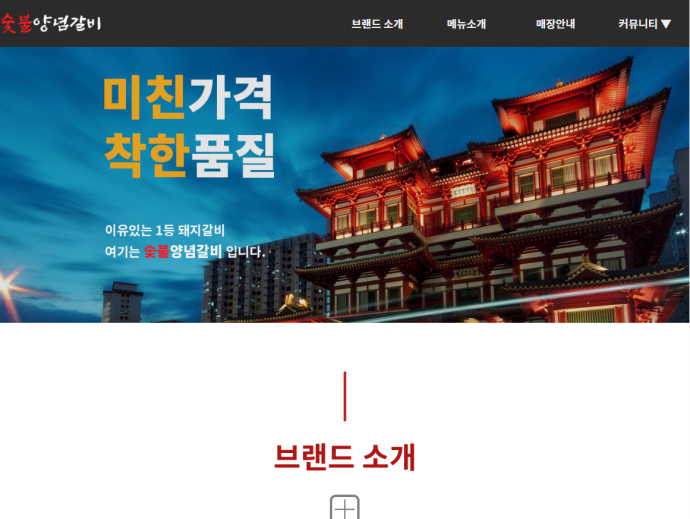 숯불양념갈비
브랜드 소개 메뉴소개 매장안내 커뮤니티 ▼
미친가격
착한품질
이유있는 1등 돼지갈비
여기는 숯불양념갈비 입니다.
브랜드 소개